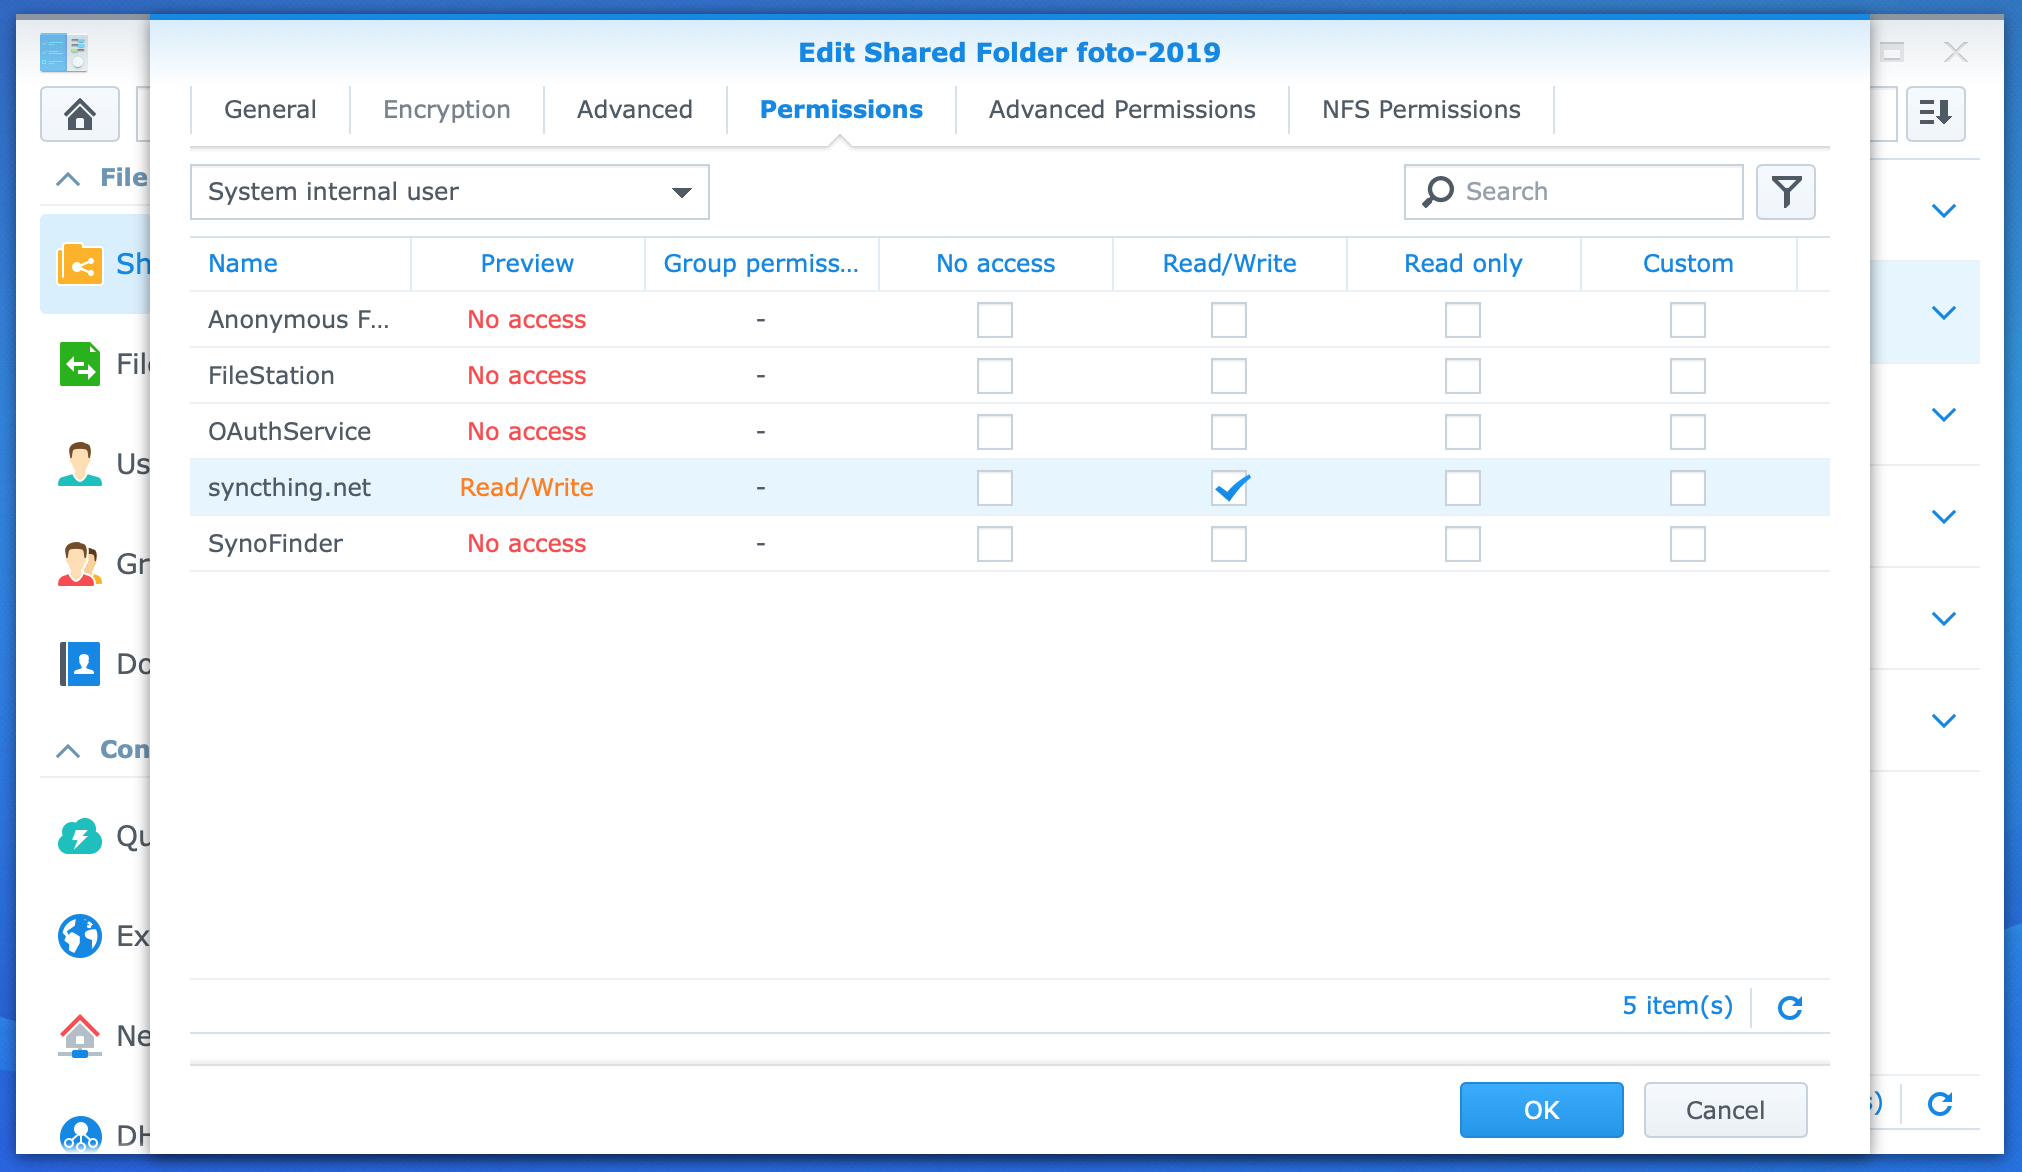 Edit Shared Folder foto-2019
General Encryption Advanced Permissions Advanced Permissions NFS Permissions
System internal user Search
Name Preview Group permiss... No access Read/Write Read only Custom
Anonymous F... No access -
FileStation No access -
OAuthService No access -
syncthing.net Read/Write -
SynoFinder No access -
5 item(s)
OK Cancel
File
Sh
File
Us
Gr
Do
Con
Qu
Ex
Ne
DH